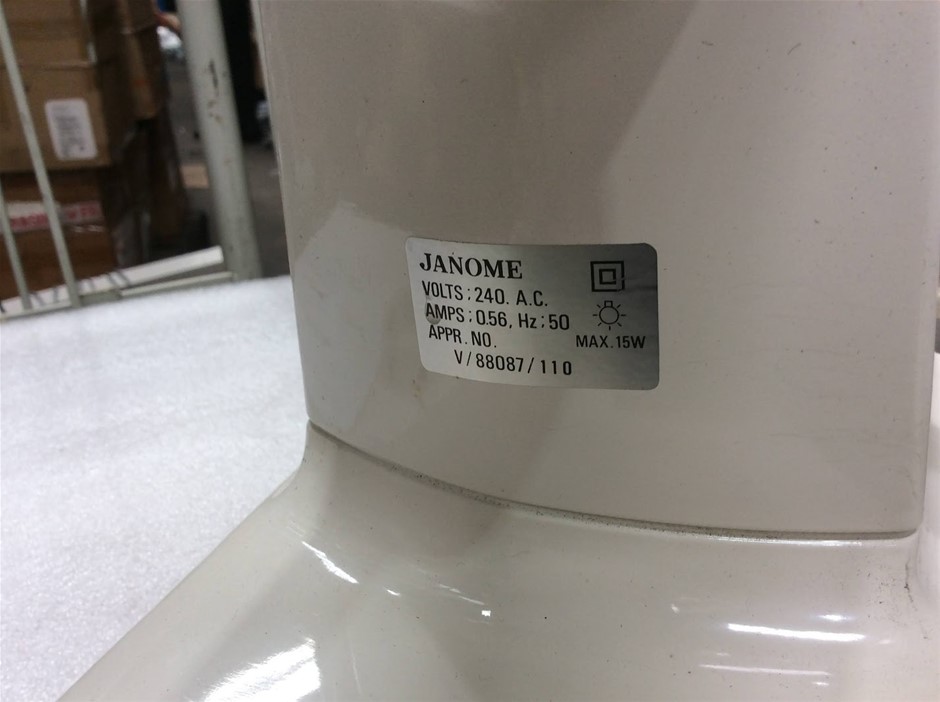 JANOME
VOLTS : 240. A.C.
AMPS : 0.56, Hz : 50
APPR. NO.
MAX. 15W
V/88087/110